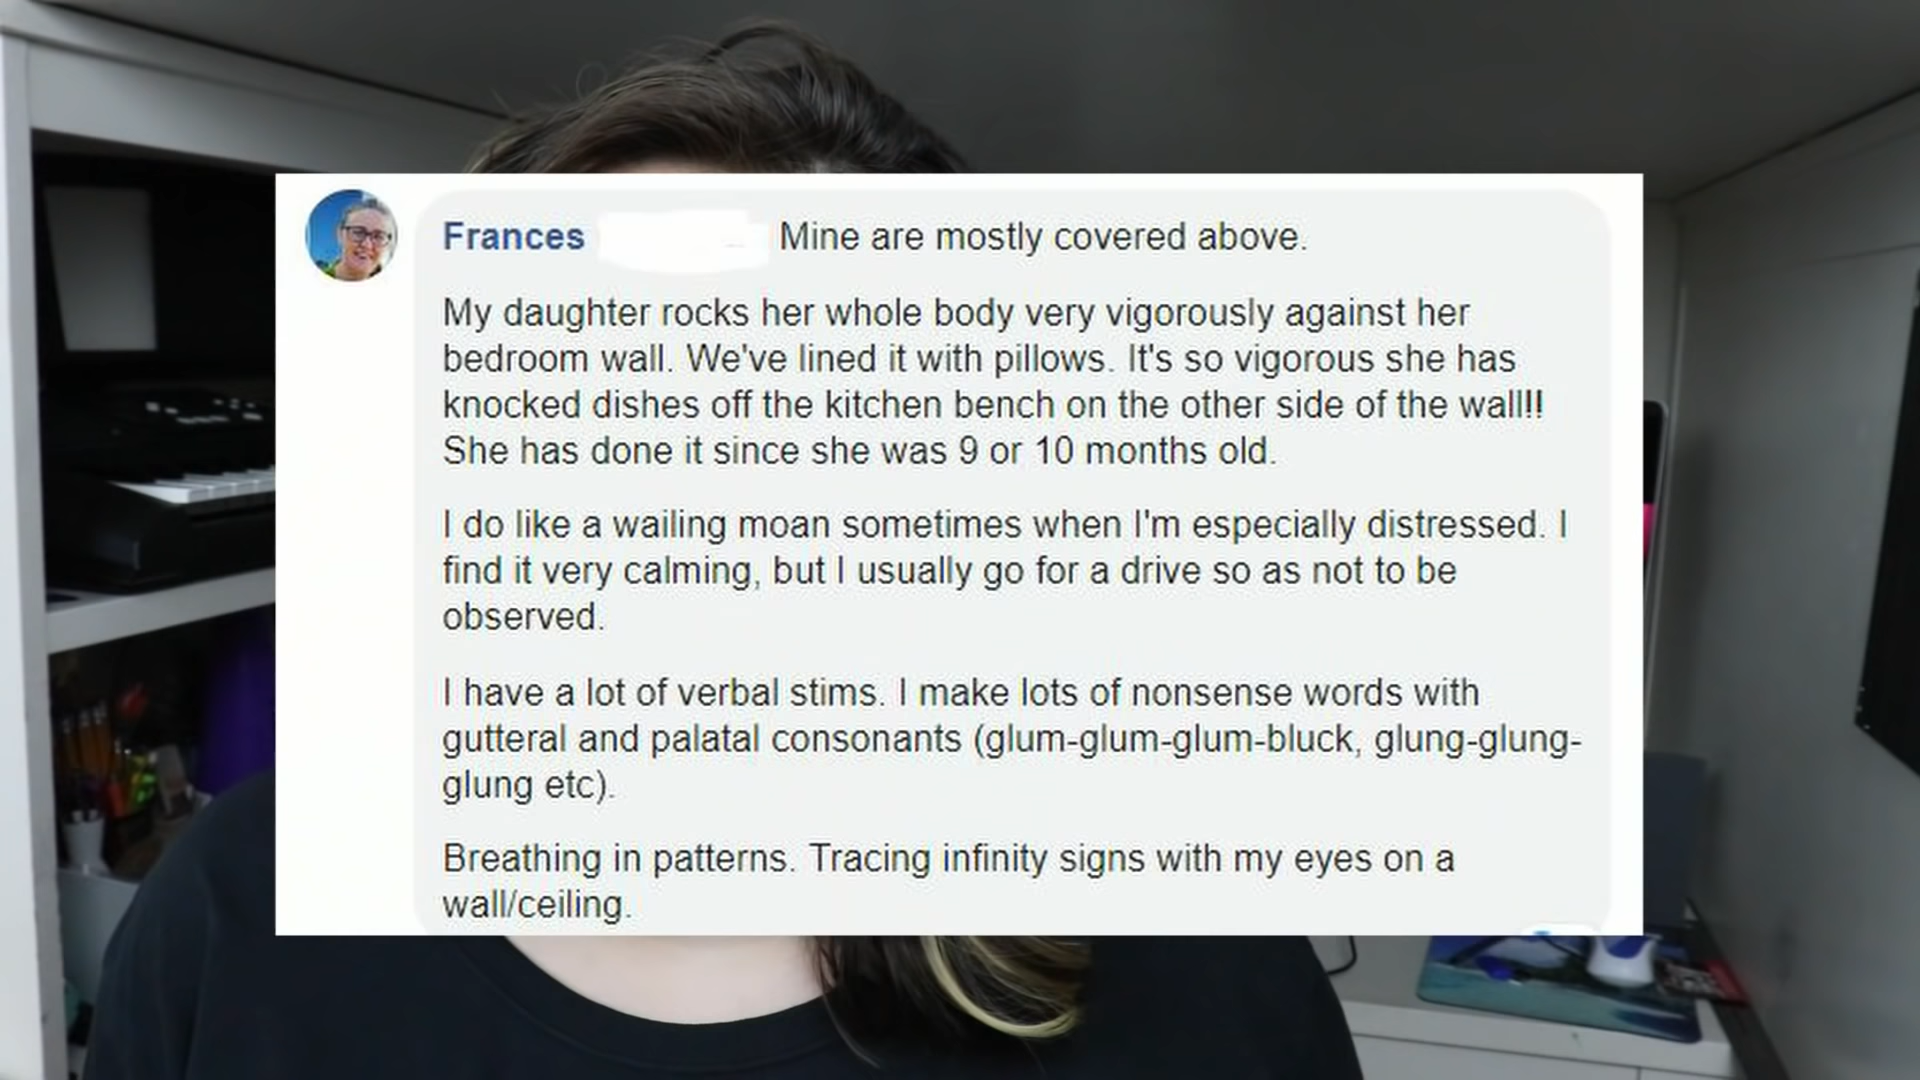 Frances Mine are mostly covered above.
My daughter rocks her whole body very vigorously against her
bedroom wall. We've lined it with pillows. It's so vigorous she has
knocked dishes off the kitchen bench on the other side of the wall!!
She has done it since she was 9 or 10 months old.
I do like a wailing moan sometimes when I'm especially distressed. I
find it very calming, but I usually go for a drive so as not to be
observed.
I have a lot of verbal stims. I make lots of nonsense words with
gutteral and palatal consonants (glum-glum-glum-bluck, glung-glung-
glung etc).
Breathing in patterns. Tracing infinity signs with my eyes on a
wall/ceiling.